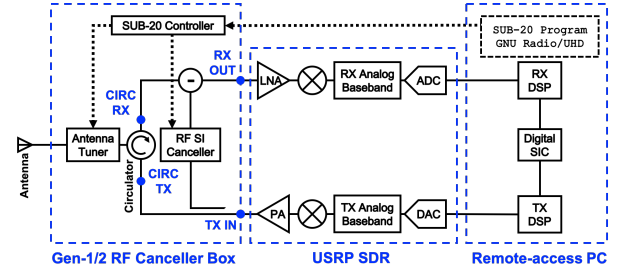 SUB-20 Controller
SUB-20 Program
GNU Radio/UHD
RX
OUT
CIRC
RX
LNA
RX Analog
Baseband
ADC
RX
DSP
Antenna
Tuner
RF SI
Canceller
Digital
SIC
Antenna
Circulator
CIRC
TX
TX IN
PA
TX Analog
Baseband
DAC
TX
DSP
Gen-1/2 RF Canceller Box
USRP SDR
Remote-access PC